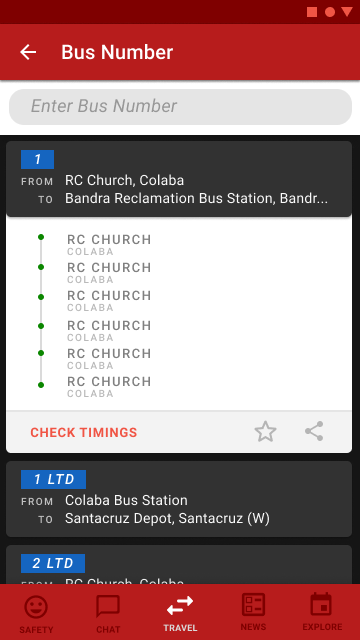 Bus Number
Enter Bus Number
1
FROM RC Church, Colaba
TO Bandra Reclamation Bus Station, Bandr...
RC CHURCH
COLABA
RC CHURCH
COLABA
RC CHURCH
COLABA
RC CHURCH
COLABA
RC CHURCH
COLABA
RC CHURCH
COLABA
CHECK TIMINGS
1 LTD
FROM Colaba Bus Station
TO Santacruz Depot, Santacruz (W)
2 LTD
FROM RC Church, Colaba
SAFETY CHAT TRAVEL NEWS EXPLORE